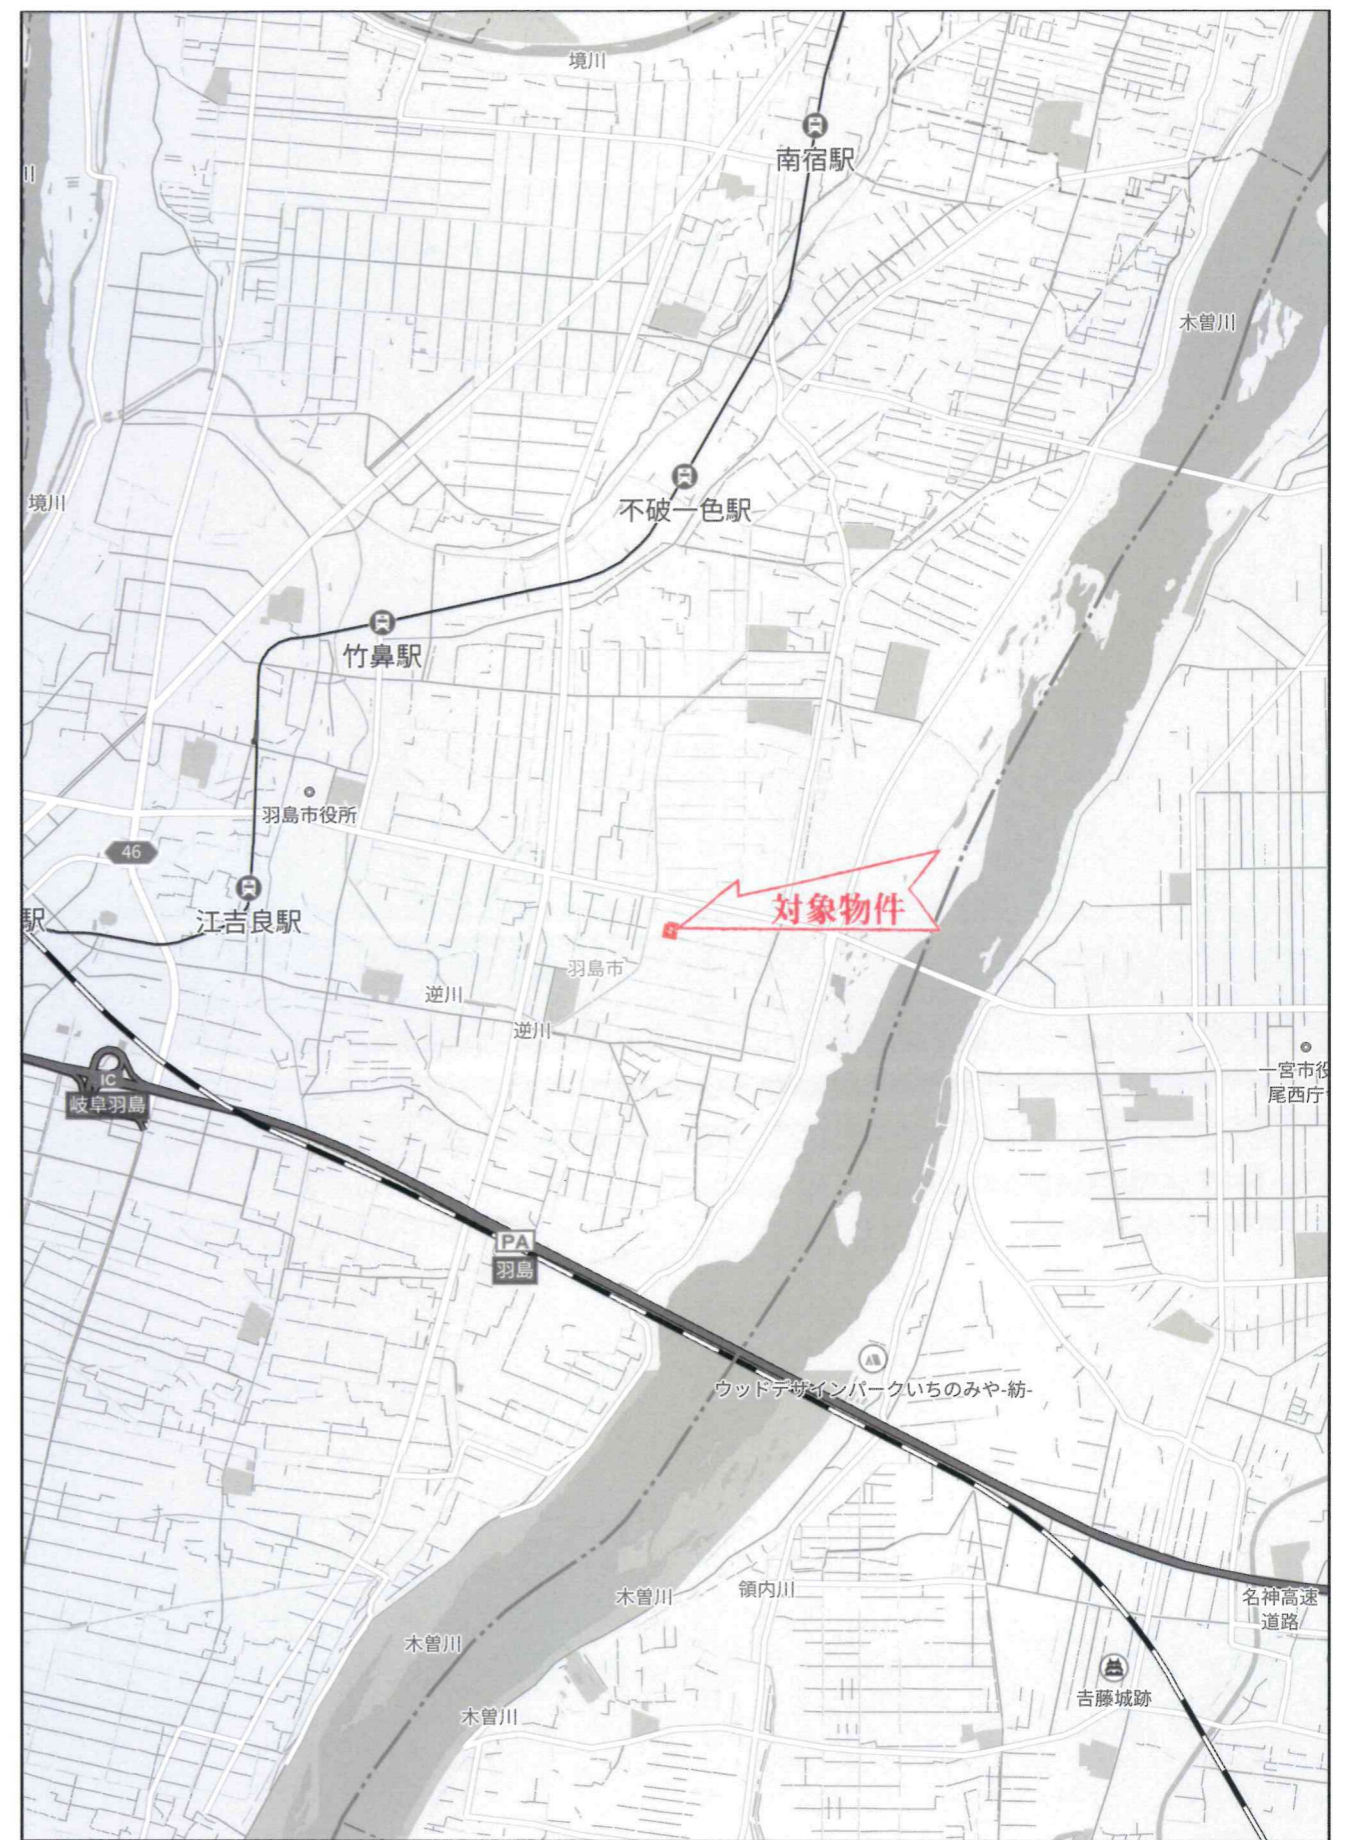 境川
南宿駅
川
木曽川
境川
不破一色駅
竹鼻駅
羽島市役所
46
対象物件
駅
江吉良駅
羽島市
逆川
逆川
IC
岐阜羽島
一宮市役
尾西庁
PA
羽島
ウッドデザインパークいちのみや-紡-
木曽川
領内川
名神高速
道路
木曽川
吉藤城跡
木曽川